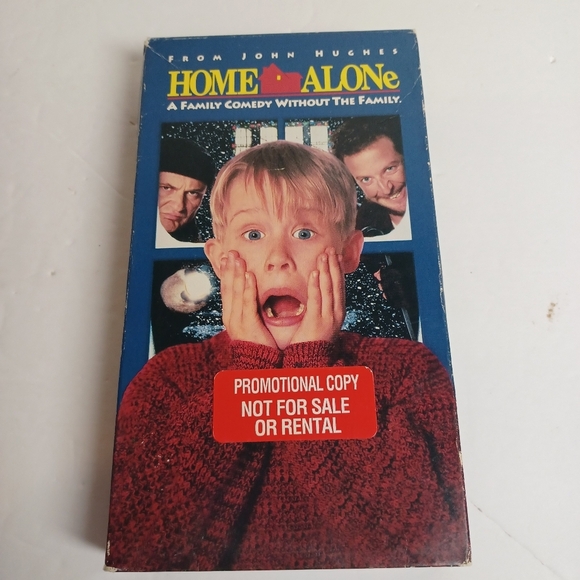 FROM JOHN HUGHES
HOME ALONe
A FAMILY COMEDY WITHOUT THE FAMILY.
PROMOTIONAL COPY
NOT FOR SALE
OR RENTAL